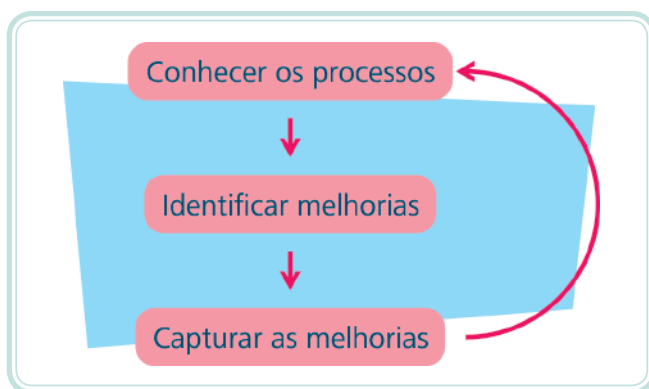 Conhecer os processos
Identificar melhorias
Capturar as melhorias